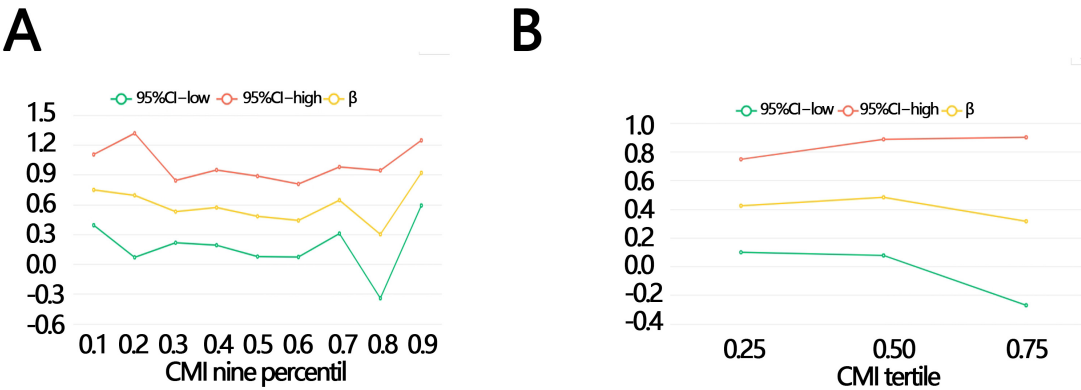 A
95%CI-low 95%CI-high β
1.5
1.2
0.9
0.6
0.3
0.0
-0.3
-0.6
0.1 0.2 0.3 0.4 0.5 0.6 0.7 0.8 0.9
CMI nine percentil
B
95%CI-low 95%CI-high β
1.0
0.8
0.6
0.4
0.2
0.0
-0.2
-0.4
0.25 0.50 0.75
CMI tertile